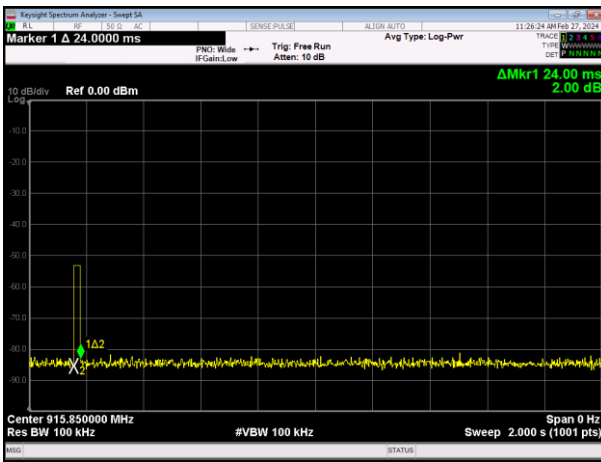 Keysight Spectrum Analyzer - Swept SA
RL RF 50 Ω AC SENSE:PULSE ALIGN AUTO 11:26:24 AM Feb 27, 2024
Marker 1 Δ 24.0000 ms
Avg Type: Log-Pwr
TRACE 1 2 3 4 5 6
PNO: Wide Trig: Free Run
TYPE WWWWWW
IFGain:Low Atten: 10 dB
DET P NNNNN
ΔMkr1 24.00 ms
10 dB/div Ref 0.00 dBm 2.00 dB
Log
-10.0
-20.0
-30.0
-40.0
-50.0
-60.0
-70.0
1Δ2
-80.0
2
-90.0
Center 915.850000 MHz Span 0 Hz
Res BW 100 kHz #VBW 100 kHz Sweep 2.000 s (1001 pts)
MSG STATUS